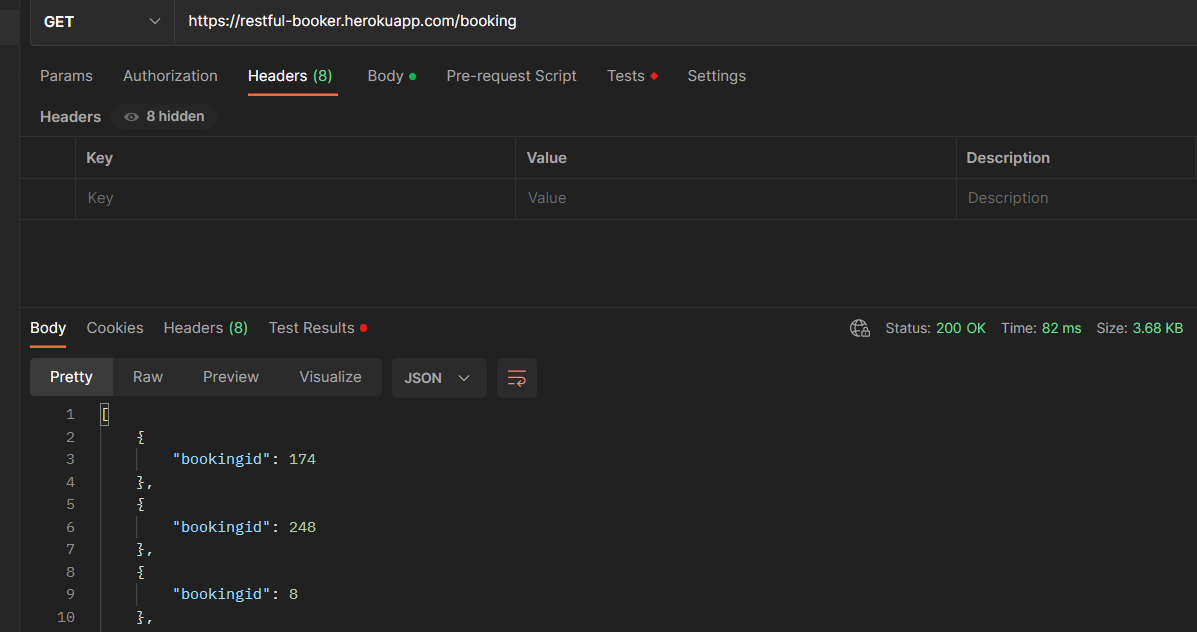 GET https://restful-booker.herokuapp.com/booking
Params Authorization Headers (8) Body Pre-request Script Tests Settings
Headers 8 hidden
Key Value Description
Key Value Description
Body Cookies Headers (8) Test Results Status: 200 OK Time: 82 ms Size: 3.68 KB
Pretty Raw Preview Visualize JSON
1 [
2 {
3 "bookingid": 174
4 },
5 {
6 "bookingid": 248
7 },
8 {
9 "bookingid": 8
10 },